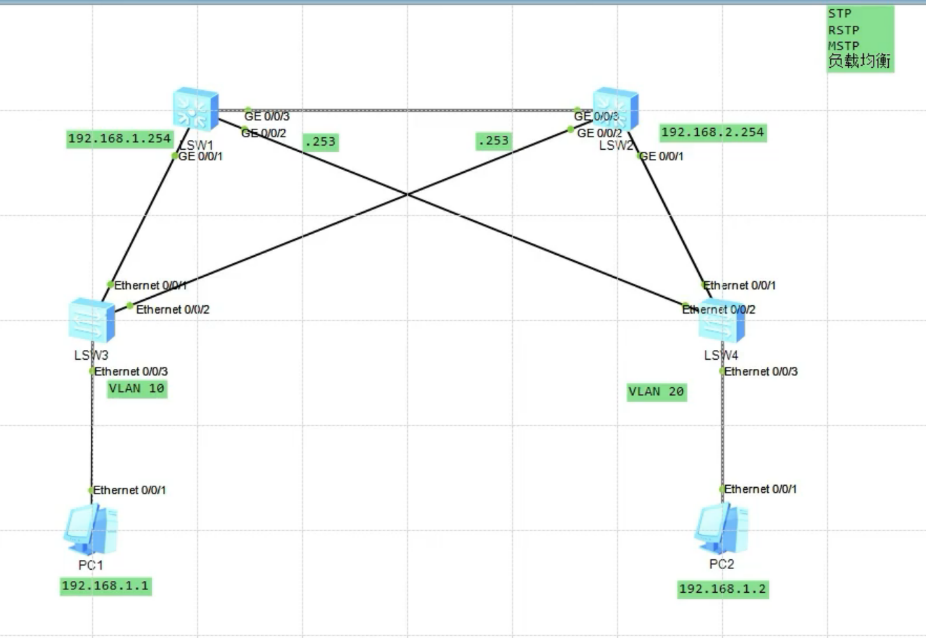 STP
RSTP
MSTP
负载均衡
GE 0/0/3
GE 0/0/3
GE 0/0/2
GE 0/0/2
192.168.1.254
LSW1
.253
.253
LSW2
192.168.2.254
GE 0/0/1
GE 0/0/1
Ethernet 0/0/1
Ethernet 0/0/1
Ethernet 0/0/2
Ethernet 0/0/2
LSW3
LSW4
Ethernet 0/0/3
Ethernet 0/0/3
VLAN 10
VLAN 20
Ethernet 0/0/1
Ethernet 0/0/1
PC1
PC2
192.168.1.1
192.168.1.2